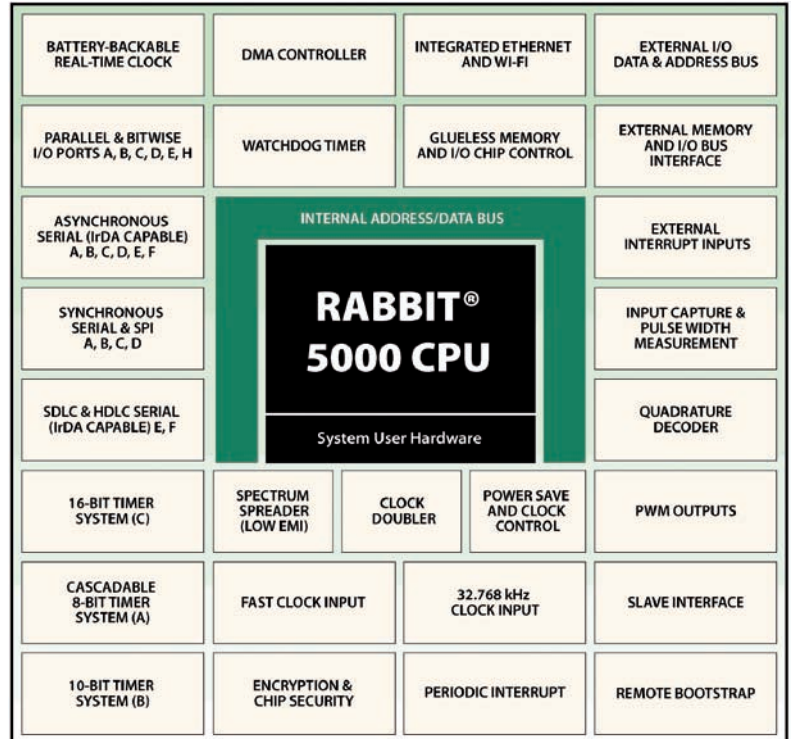 BATTERY-BACKABLE
REAL-TIME CLOCK
DMA CONTROLLER
INTEGRATED ETHERNET
AND WI-FI
EXTERNAL I/O
DATA & ADDRESS BUS
PARALLEL & BITWISE
I/O PORTS A, B, C, D, E, H
WATCHDOG TIMER
GLUELESS MEMORY
AND I/O CHIP CONTROL
EXTERNAL MEMORY
AND I/O BUS
INTERFACE
ASYNCHRONOUS
SERIAL (IrDA CAPABLE)
A, B, C, D, E, F
INTERNAL ADDRESS/DATA BUS
EXTERNAL
INTERRUPT INPUTS
SYNCHRONOUS
SERIAL & SPI
A, B, C, D
RABBIT®
5000 CPU
INPUT CAPTURE &
PULSE WIDTH
MEASUREMENT
SDLC & HDLC SERIAL
(IrDA CAPABLE) E, F
System User Hardware
QUADRATURE
DECODER
16-BIT TIMER
SYSTEM (C)
SPECTRUM
SPREADER
(LOW EMI)
CLOCK
DOUBLER
POWER SAVE
AND CLOCK
CONTROL
PWM OUTPUTS
CASCADABLE
8-BIT TIMER
SYSTEM (A)
FAST CLOCK INPUT
32.768 kHz
CLOCK INPUT
SLAVE INTERFACE
10-BIT TIMER
SYSTEM (B)
ENCRYPTION &
CHIP SECURITY
PERIODIC INTERRUPT
REMOTE BOOTSTRAP